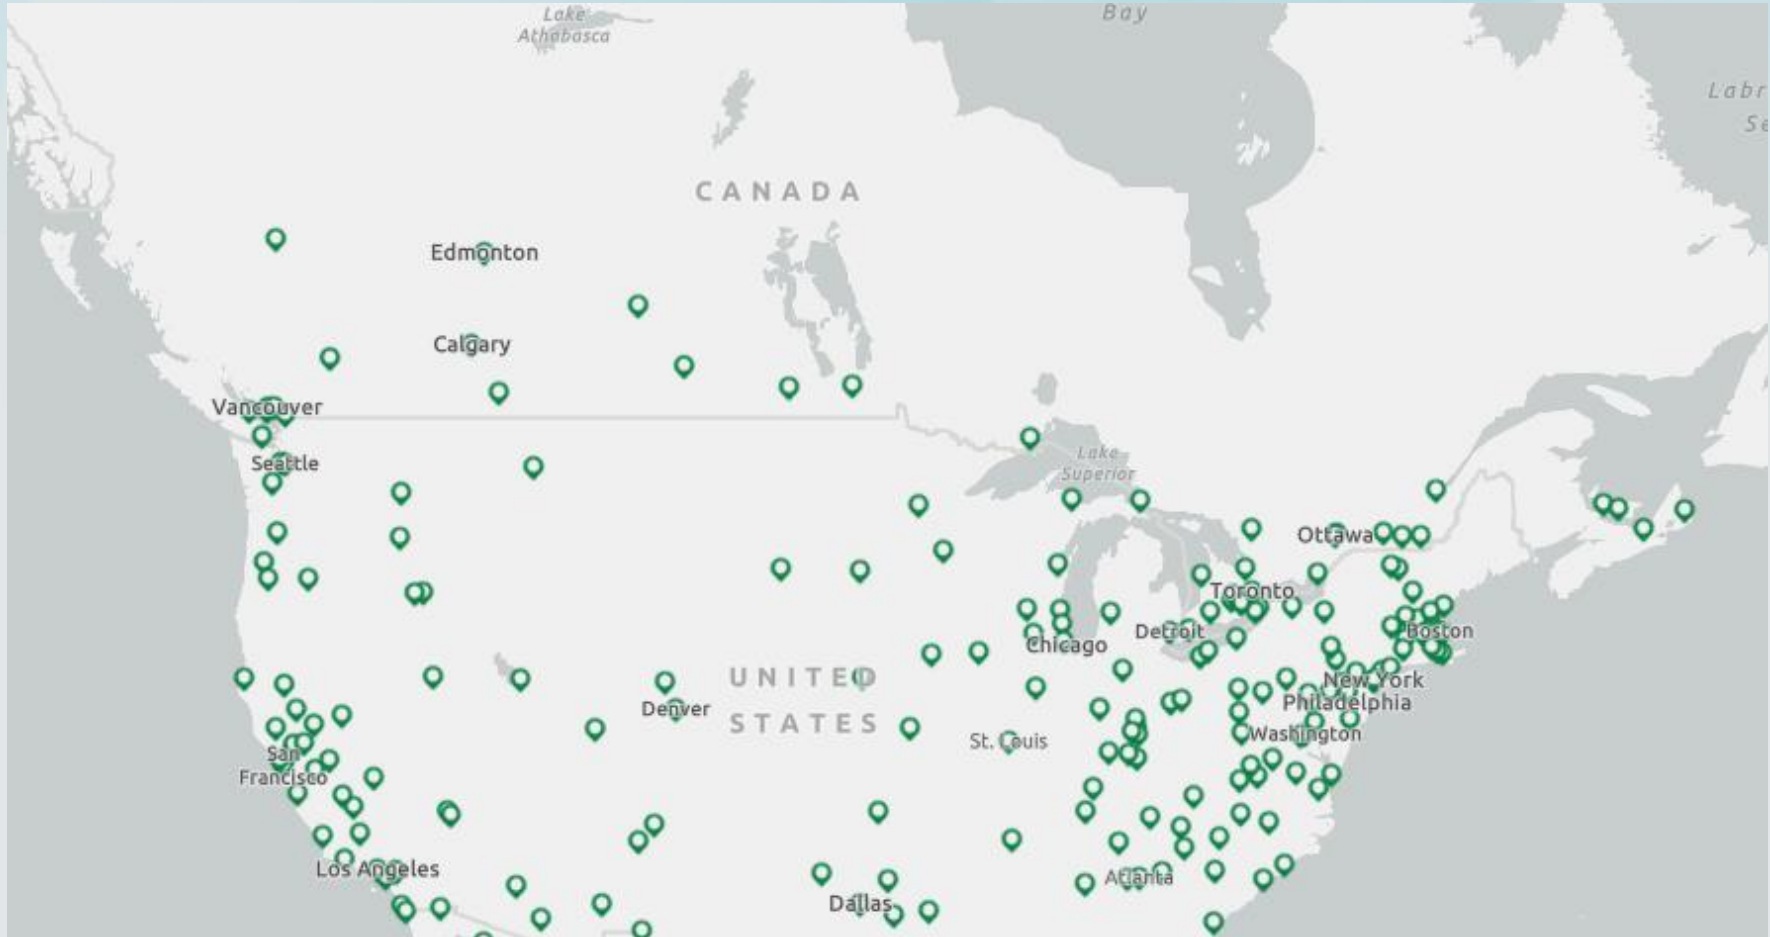 Lake
Athabasca
Bay
Labr
Se
CANADA
Edmonton
Calgary
Vancouver
Seattle
Lake
Superior
Ottawa
Toronto
Detroit
Boston
Chicago
UNITED
STATES
New York
Philadelphia
Denver
St. Louis
Washington
San
Francisco
Los Angeles
Atlanta
Dallas